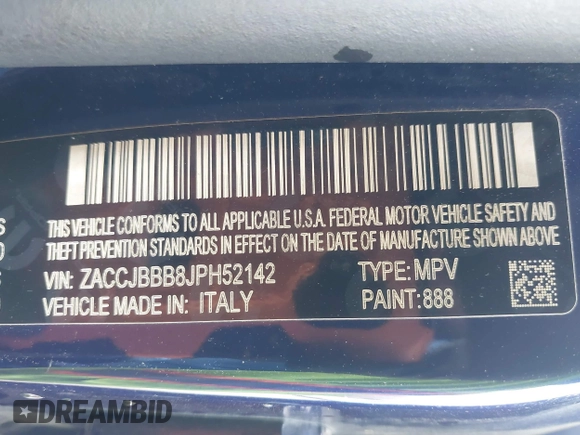 THIS VEHICLE CONFORMS TO ALL APPLICABLE U.S.A. FEDERAL MOTOR VEHICLE SAFETY AND
THEFT PREVENTION STANDARDS IN EFFECT ON THE DATE OF MANUFACTURE SHOWN ABOVE
VIN: ZACCJBBB8JPH52142 TYPE: MPV
VEHICLE MADE IN: ITALY PAINT: 888
DREAMBID